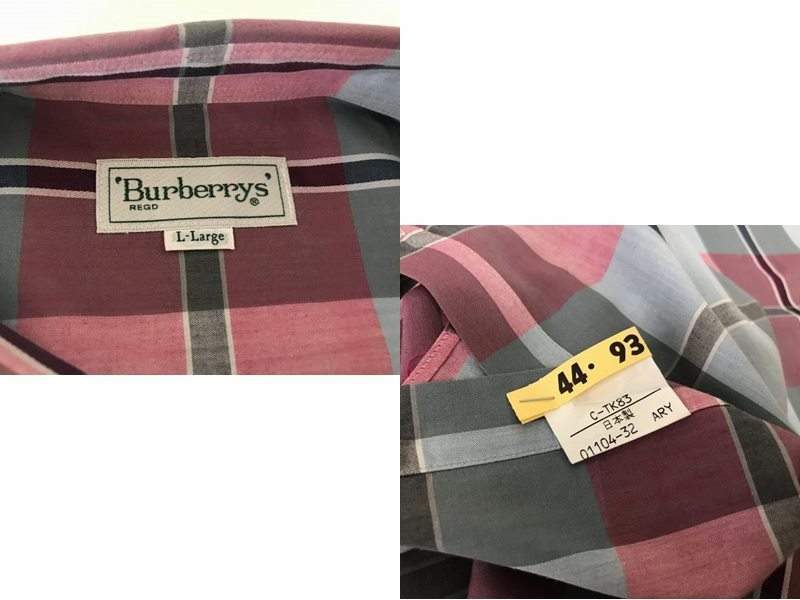 'Burberrys'
REGD ®
L-Large
44. 93
C-TK83
日本製
01104-32 ARY